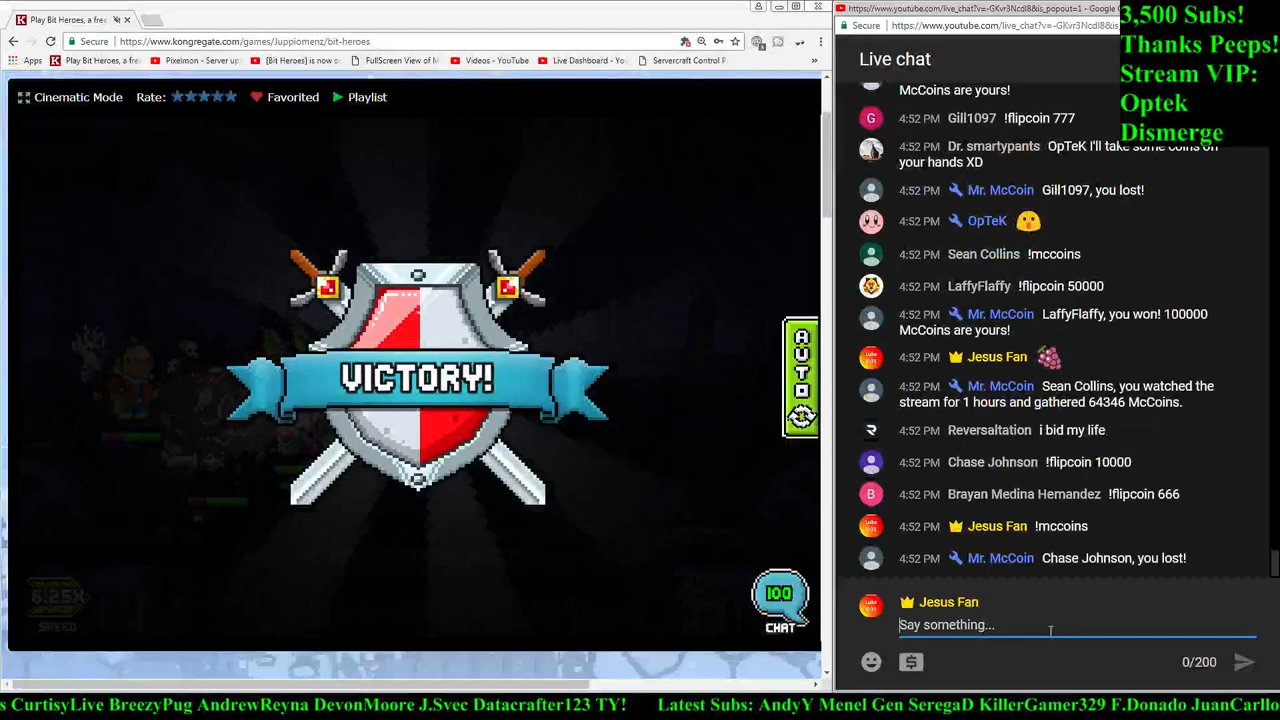 Play Bit Heroes, a free
Secure
https://www.kongregate.com/games/Juppiomenz/bit-heroes
Apps
Play Bit Heroes, a free
Pixelmon - Server up
[Bit Heroes] is now o
FullScreen View of M
Videos - YouTube
Live Dashboard - Yo
Servercraft Control P
Cinematic Mode
Rate:
Favorited
Playlist
VICTORY!
AUTO
6.25X
SPEED
100
CHAT
https://www.youtube.com/live_chat?v=-GKvr3NcdI8&is_popout=1 - Google C
Secure
https://www.youtube.com/live_chat?v=-GKvr3NcdI8&is
3,500 Subs!
Thanks Peeps!
Stream VIP:
Optek
Dismerge
Live chat
McCoins are yours!
G
4:52 PM Gill1097 !flipcoin 777
4:52 PM Dr. smartypants OpTeK I'll take some coins off
your hands XD
4:52 PM Mr. McCoin Gill1097, you lost!
4:52 PM OpTeK
4:52 PM Sean Collins !mccoins
4:52 PM LaffyFlaffy !flipcoin 50000
4:52 PM Mr. McCoin LaffyFlaffy, you won! 100000
McCoins are yours!
4:52 PM Jesus Fan
4:52 PM Mr. McCoin Sean Collins, you watched the
stream for 1 hours and gathered 64346 McCoins.
4:52 PM Reversaltation i bid my life
4:52 PM Chase Johnson !flipcoin 10000
B
4:52 PM Brayan Medina Hernandez !flipcoin 666
4:52 PM Jesus Fan !mccoins
4:52 PM Mr. McCoin Chase Johnson, you lost!
Jesus Fan
Say something...
0/200
s CurtisyLive BreezyPug AndrewReyna DevonMoore J.Svec Datacrafter123 TY!
Latest Subs: AndyY Menel Gen SeregaD KillerGamer329 F.Donado JuanCarllo